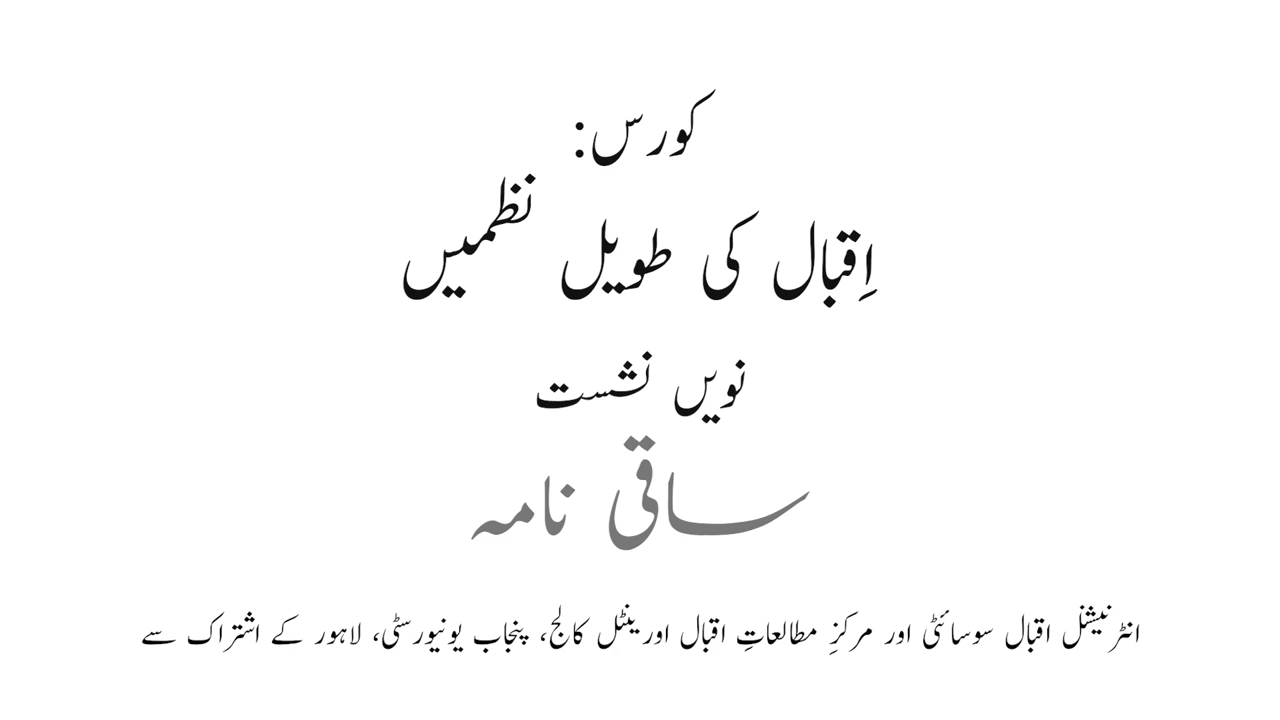 کورس:
اِقبال کی طویل نظمیں
نویں نشست
ساقی نامہ
انٹرنیشنل اقبال سوسائٹی اور مرکزِ مطالعاتِ اقبال اورینٹل کالج، پنجاب یونیورسٹی، لاہور کے اشتراک سے